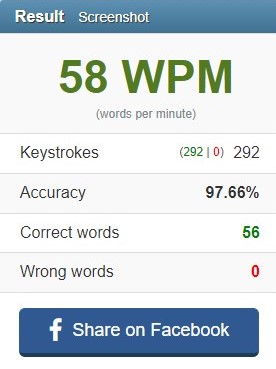 Result Screenshot
58 WPM
(words per minute)
Keystrokes (292 | 0) 292
Accuracy 97.66%
Correct words 56
Wrong words 0
Share on Facebook